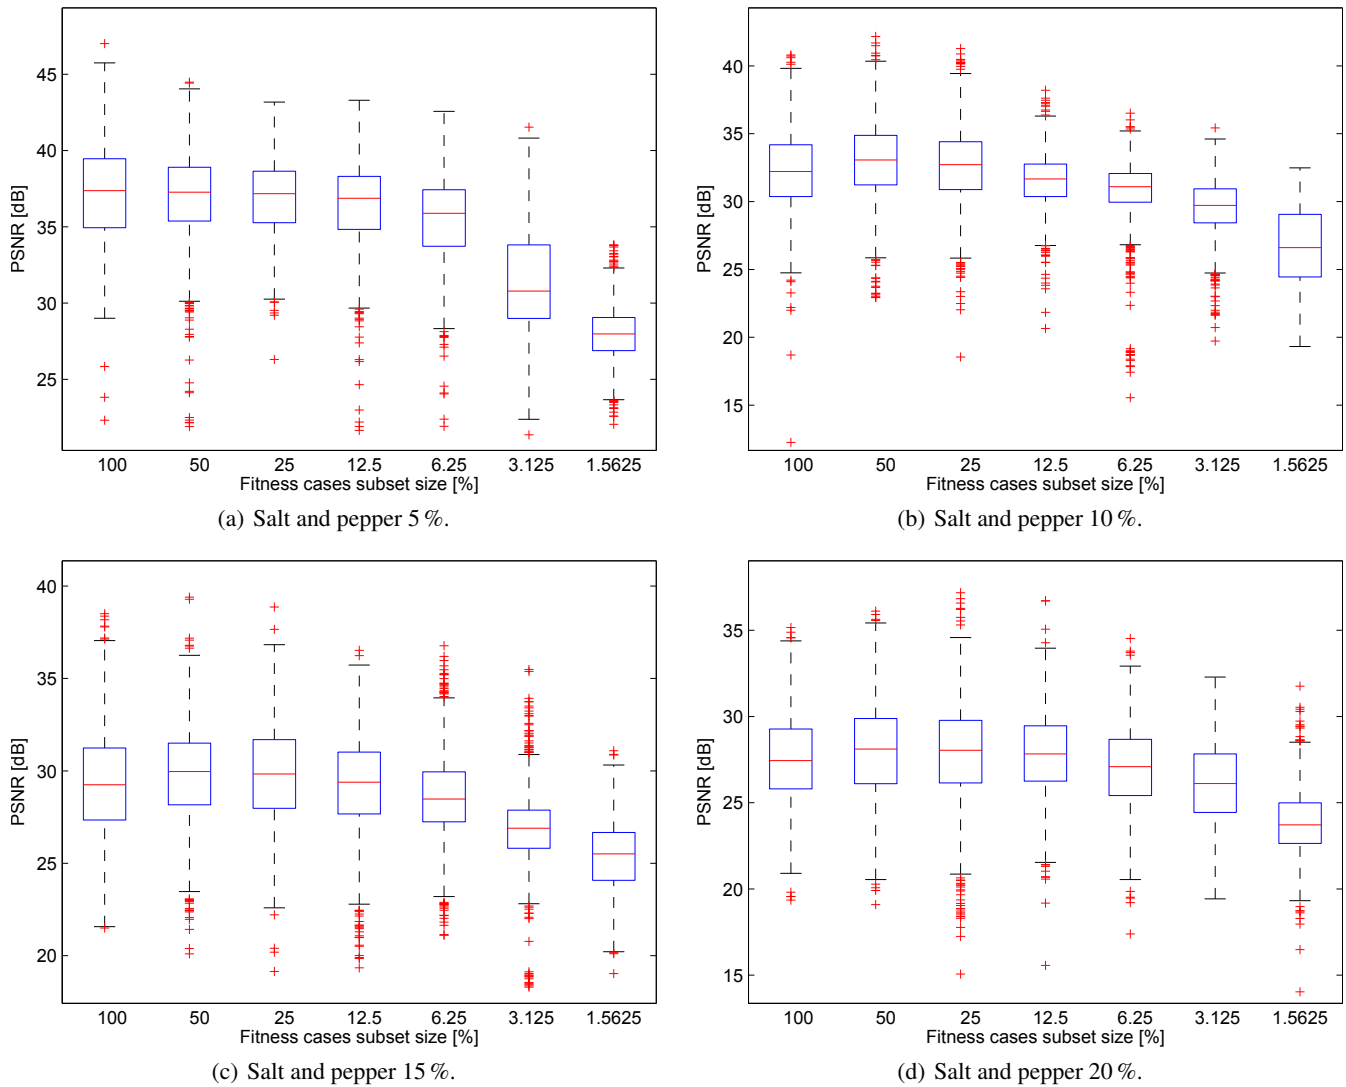 45
40
35
30
25
PSNR [dB]
100 50 25 12.5 6.25 3.125 1.5625
Fitness cases subset size [%]
(a) Salt and pepper 5 %.
40
35
30
25
20
15
PSNR [dB]
100 50 25 12.5 6.25 3.125 1.5625
Fitness cases subset size [%]
(b) Salt and pepper 10 %.
40
35
30
25
20
PSNR [dB]
100 50 25 12.5 6.25 3.125 1.5625
Fitness cases subset size [%]
(c) Salt and pepper 15 %.
35
30
25
20
15
PSNR [dB]
100 50 25 12.5 6.25 3.125 1.5625
Fitness cases subset size [%]
(d) Salt and pepper 20 %.